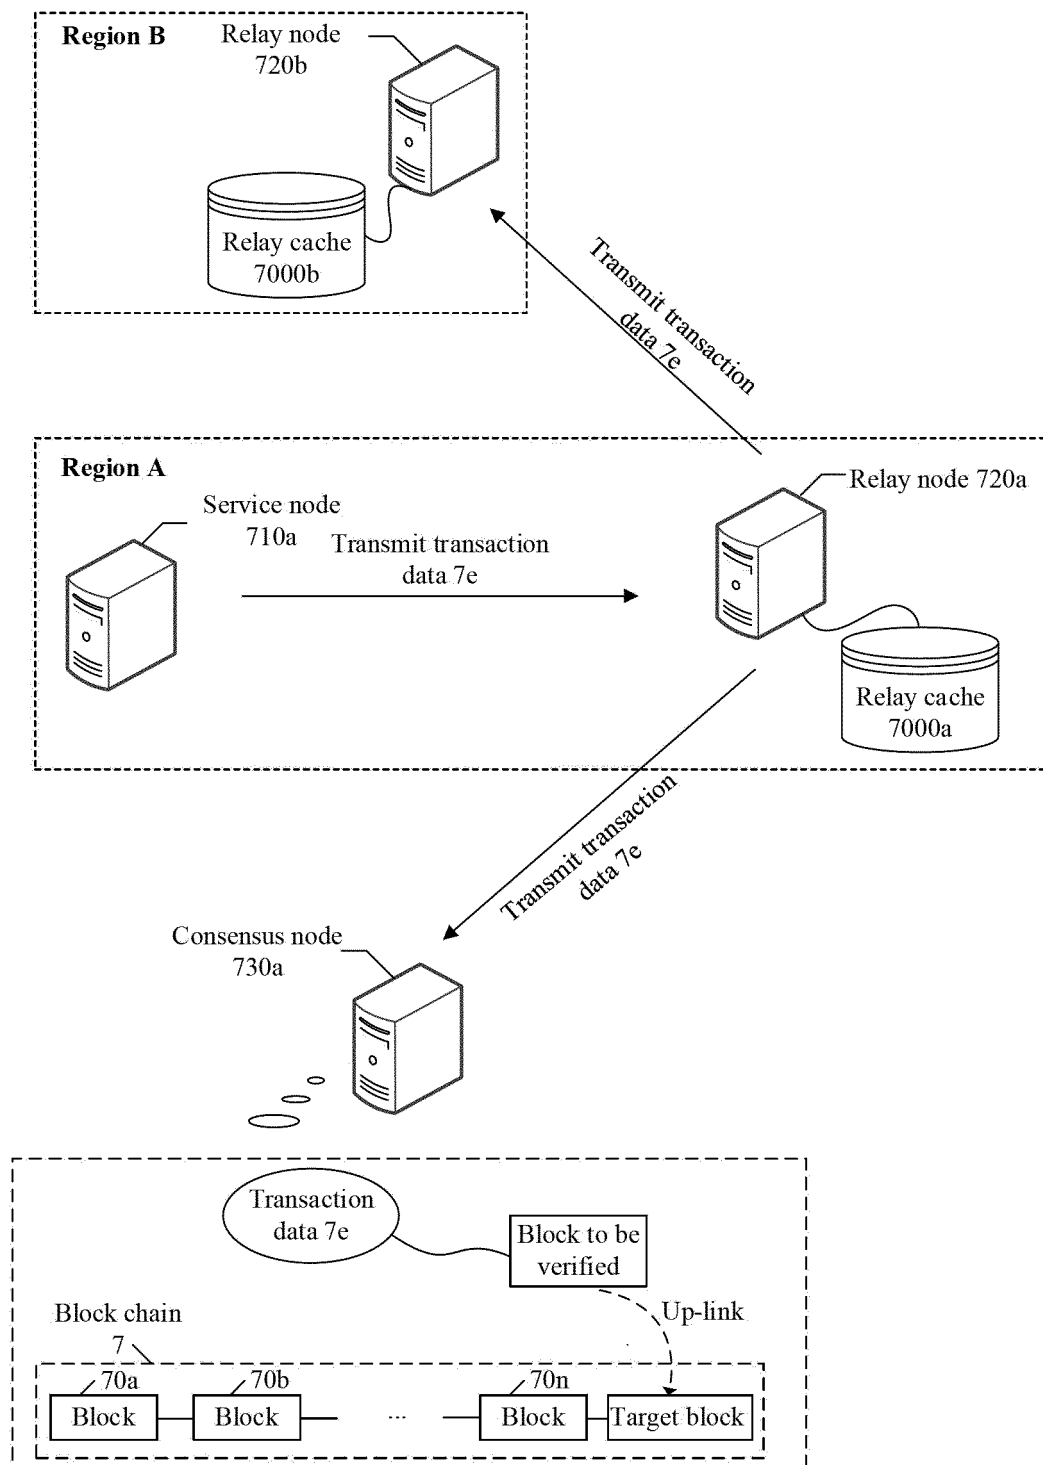 Region B
Relay node
720b
Relay cache
7000b
Transmit transaction
data 7e
Region A
Service node
710a
Transmit transaction
data 7e
Relay node 720a
Relay cache
7000a
Transmit transaction
data 7e
Consensus node
730a
Transaction
data 7e
Block to be
verified
Up-link
Block chain
7
70a
70b
70n
Block
Block
...
Block
Target block